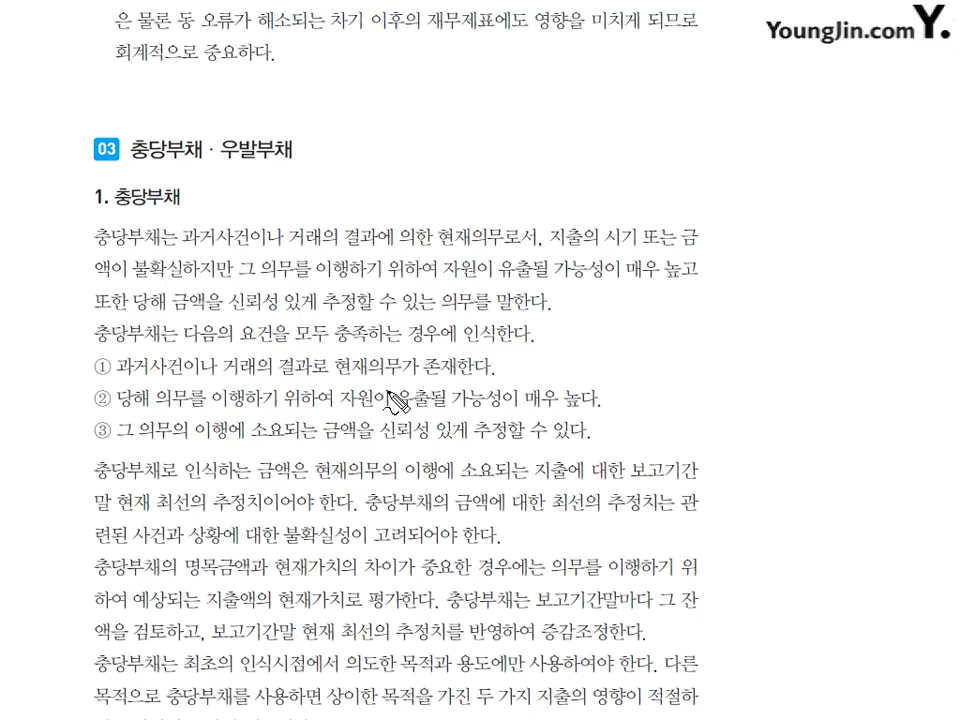 은 물론 동 오류가 해소되는 차기 이후의 재무제표에도 영향을 미치게 되므로
회계적으로 중요하다.
YoungJin.com Y.
03 충당부채 · 우발부채
1. 충당부채
충당부채는 과거사건이나 거래의 결과에 의한 현재의무로서, 지출의 시기 또는 금
액이 불확실하지만 그 의무를 이행하기 위하여 자원이 유출될 가능성이 매우 높고
또한 당해 금액을 신뢰성 있게 추정할 수 있는 의무를 말한다.
충당부채는 다음의 요건을 모두 충족하는 경우에 인식한다.
① 과거사건이나 거래의 결과로 현재의무가 존재한다.
② 당해 의무를 이행하기 위하여 자원이 유출될 가능성이 매우 높다.
③ 그 의무의 이행에 소요되는 금액을 신뢰성 있게 추정할 수 있다.
충당부채로 인식하는 금액은 현재의무의 이행에 소요되는 지출에 대한 보고기간
말 현재 최선의 추정치이어야 한다. 충당부채의 금액에 대한 최선의 추정치는 관
련된 사건과 상황에 대한 불확실성이 고려되어야 한다.
충당부채의 명목금액과 현재가치의 차이가 중요한 경우에는 의무를 이행하기 위
하여 예상되는 지출액의 현재가치로 평가한다. 충당부채는 보고기간말마다 그 잔
액을 검토하고, 보고기간말 현재 최선의 추정치를 반영하여 증감조정한다.
충당부채는 최초의 인식시점에서 의도한 목적과 용도에만 사용하여야 한다. 다른
목적으로 충당부채를 사용하면 상이한 목적을 가진 두 가지 지출의 영향이 적절하